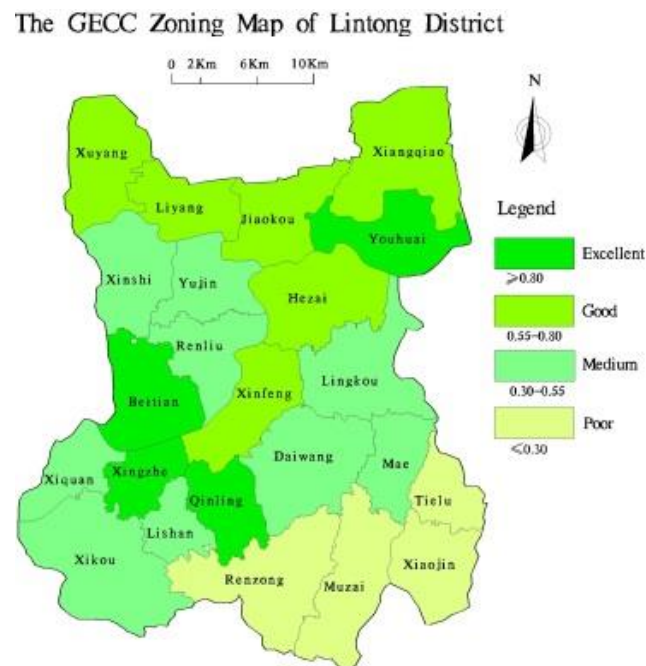 The GECC Zoning Map of Lintong District
0 2Km 6Km 10Km
N
Xuyang
Xiangqiao
Liyang
Jiaokou
Youhuai
Legend
Excellent
≥0.80
Xinshi
Yujin
Hezai
Good
0.55-0.80
Renliu
Beitian
Xinfeng
Lingkou
Medium
0.30-0.55
Poor
≤0.30
Xiquan
Xingzhe
Daiwang
Mae
Qinling
Tielu
Lishan
Xikou
Renzong
Muzai
Xiaojin